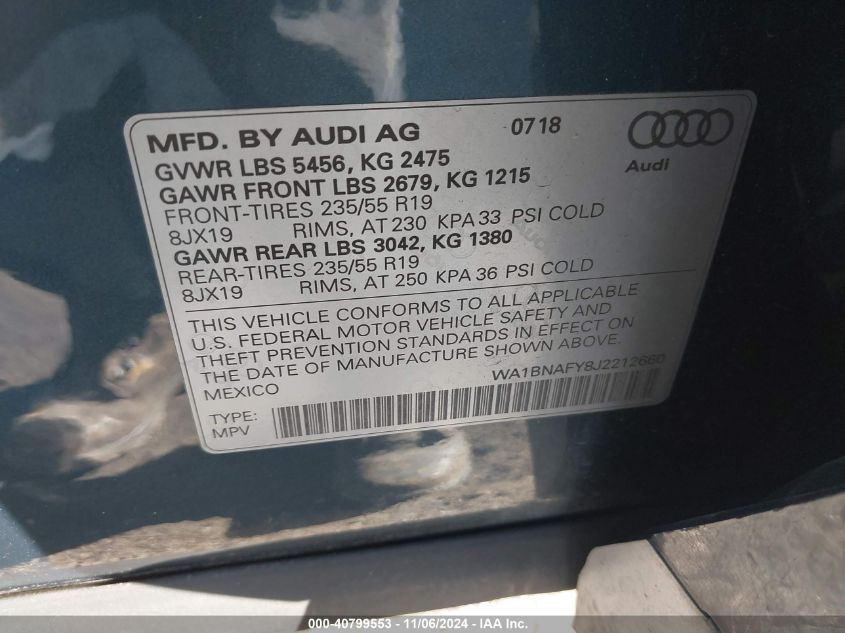 MFD. BY AUDI AG 0718
GVWR LBS 5456, KG 2475
GAWR FRONT LBS 2679, KG 1215
FRONT-TIRES 235/55 R19
8JX19 RIMS, AT 230 KPA 33 PSI COLD
GAWR REAR LBS 3042, KG 1380
REAR-TIRES 235/55 R19
8JX19 RIMS, AT 250 KPA 36 PSI COLD
Audi
THIS VEHICLE CONFORMS TO ALL APPLICABLE
U.S. FEDERAL MOTOR VEHICLE SAFETY AND
THEFT PREVENTION STANDARDS IN EFFECT ON
THE DATE OF MANUFACTURE SHOWN ABOVE.
MEXICO WA1BNAFY8J2212660
TYPE:
MPV
000-40799553 - 11/06/2024 - IAA Inc.